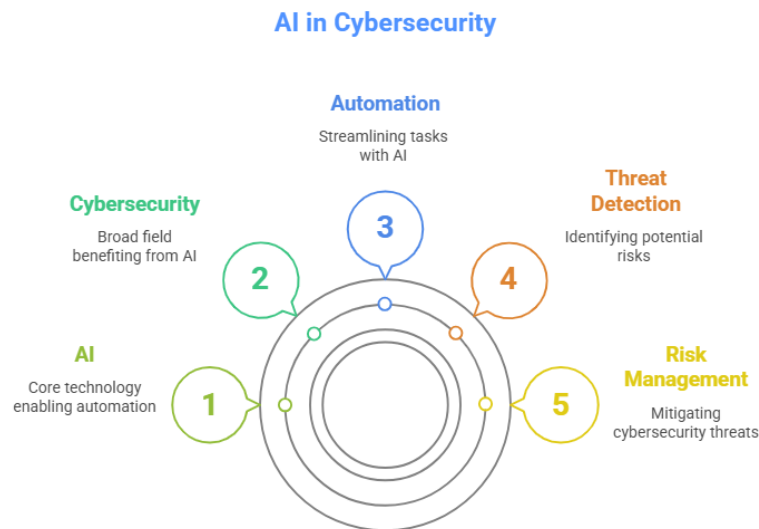 AI in Cybersecurity
Automation
Streamlining tasks
with AI
Threat
Detection
Identifying potential
risks
Cybersecurity
Broad field
benefiting from AI
3
2
4
AI
Core technology
enabling automation
1
5
Risk
Management
Mitigating
cybersecurity threats